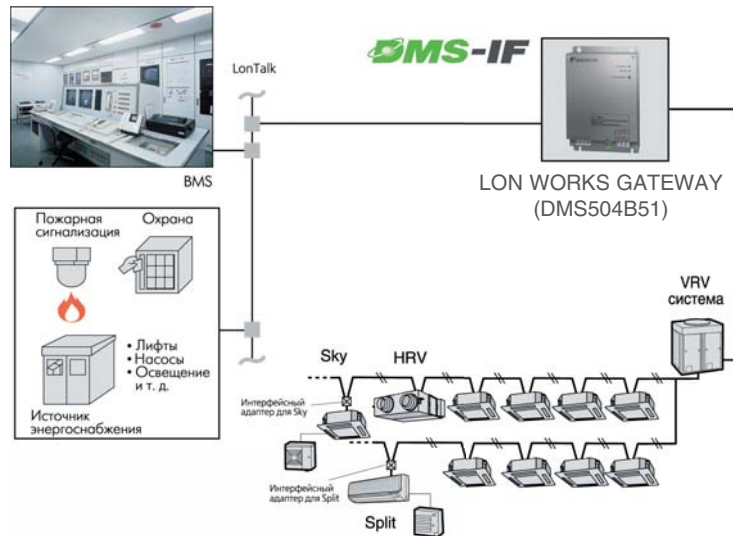 LonTalk
DMS-IF
BMS
LON WORKS GATEWAY
(DMS504B51)
Пожарная
сигнализация
Охрана
• Лифты
• Насосы
• Освещение
и т. д.
Источник
энергоснабжения
VRV
система
Sky
HRV
Интерфейсный
адаптер для Sky
Интерфейсный
адаптер для Split
Split